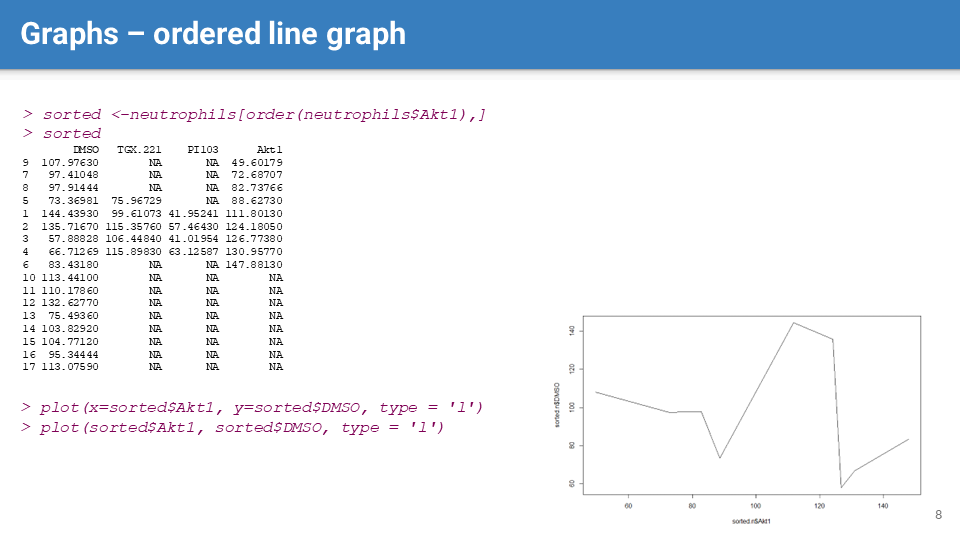 Graphs – ordered line graph
> sorted <-neutrophils[order(neutrophils$Akt1),]
> sorted
DMSO TGX.221 PI103 Akt1
9 107.97630 NA NA 49.60179
7 97.41048 NA NA 72.68707
8 97.91444 NA NA 82.73766
5 73.36981 75.96729 NA 88.62730
1 144.43930 99.61073 41.95241 111.80130
2 135.71670 115.35760 57.46430 124.18050
3 57.88828 106.44840 41.01954 126.77380
4 66.71269 115.89830 63.12587 130.95770
6 83.43180 NA NA 147.88130
10 113.44100 NA NA NA
11 110.17860 NA NA NA
12 132.62770 NA NA NA
13 75.49360 NA NA NA
14 103.82920 NA NA NA
15 104.77120 NA NA NA
16 95.34444 NA NA NA
17 113.07590 NA NA NA
> plot(x=sorted$Akt1, y=sorted$DMSO, type = 'l')
> plot(sorted$Akt1, sorted$DMSO, type = 'l')
140
120
100
80
60
sorted.n$DMSO
60 80 100 120 140
sorted.n$Akt1
8